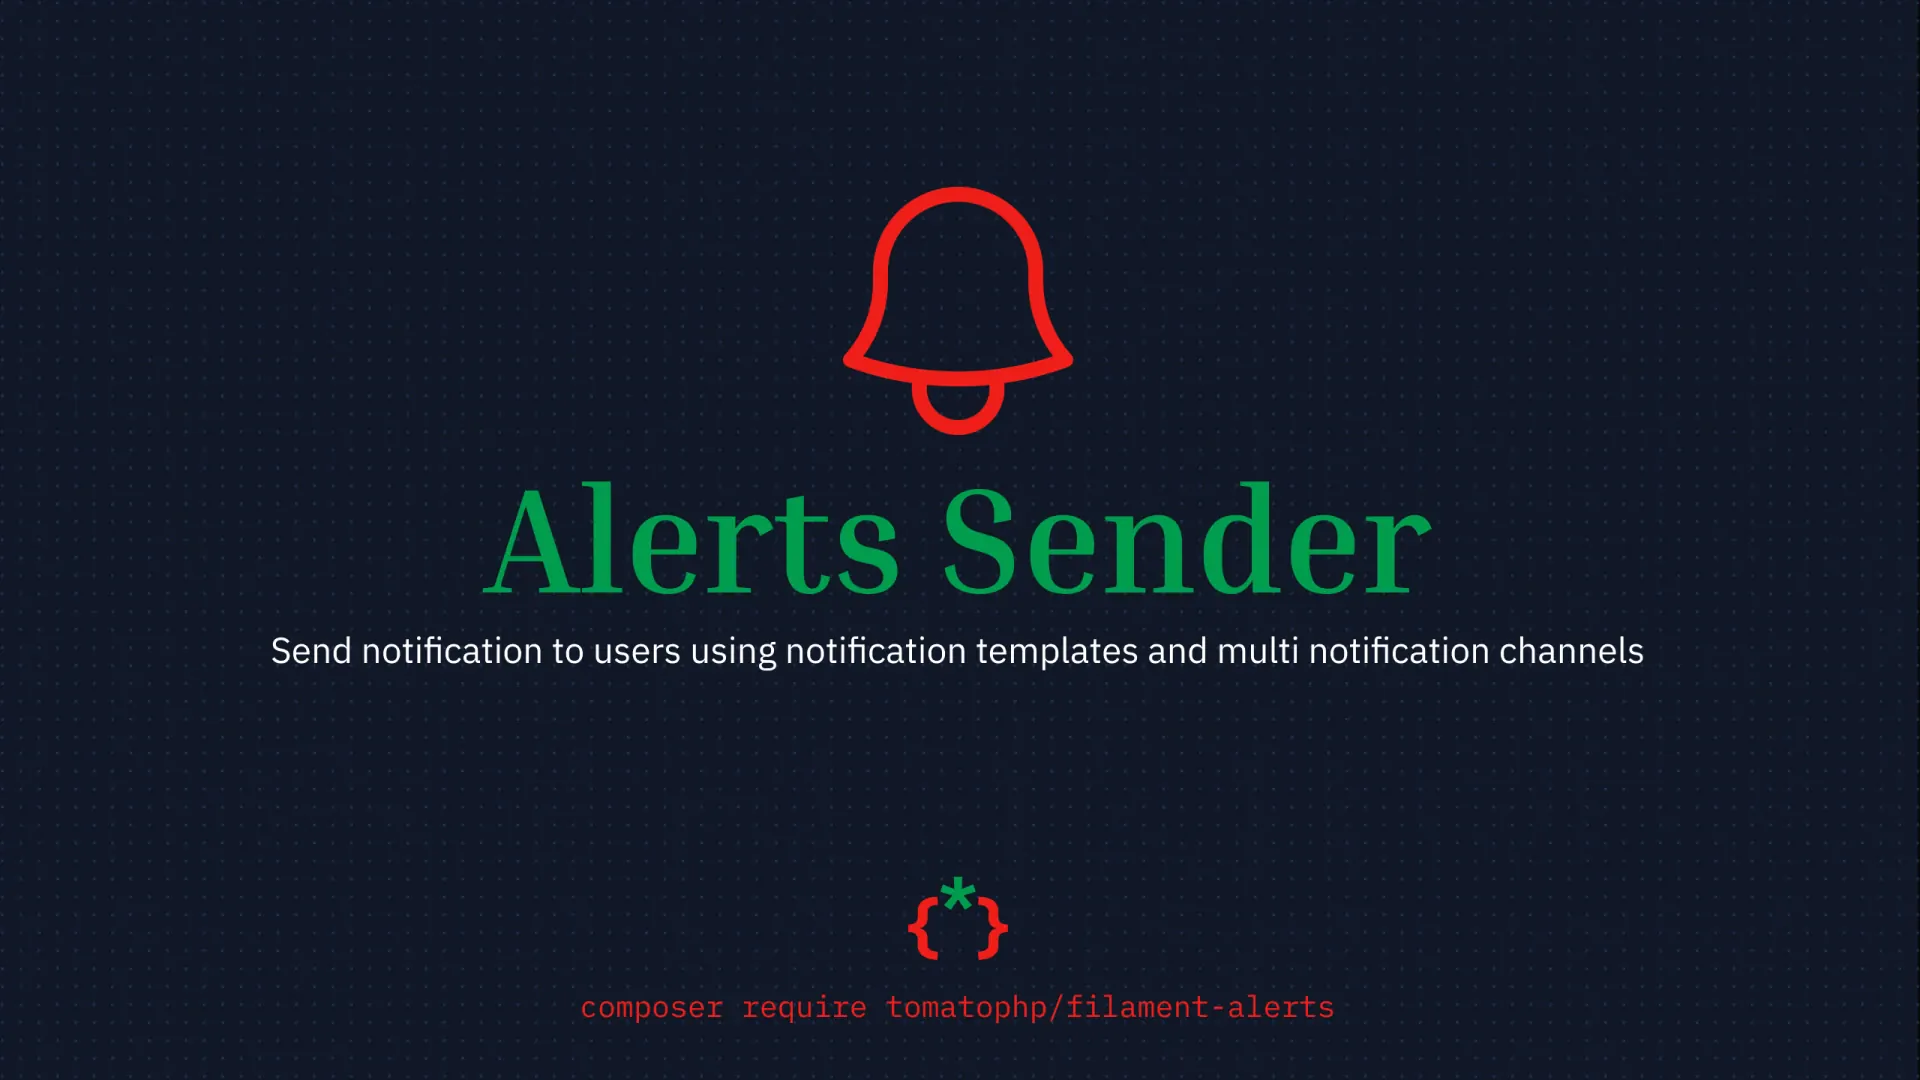 Alerts Sender
Send notification to users using notification templates and multi notification channels
{*}
composer require tomatophp/filament-alerts